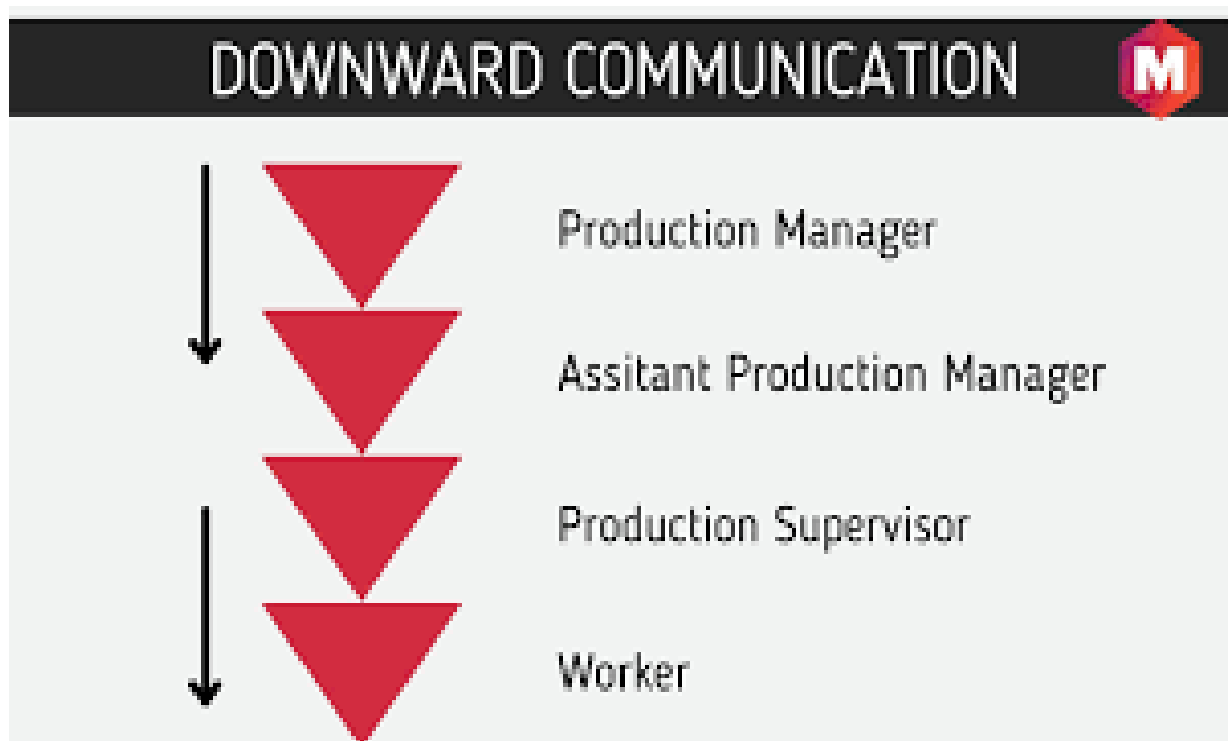 DOWNWARD COMMUNICATION
M
Production Manager
Assitant Production Manager
Production Supervisor
Worker